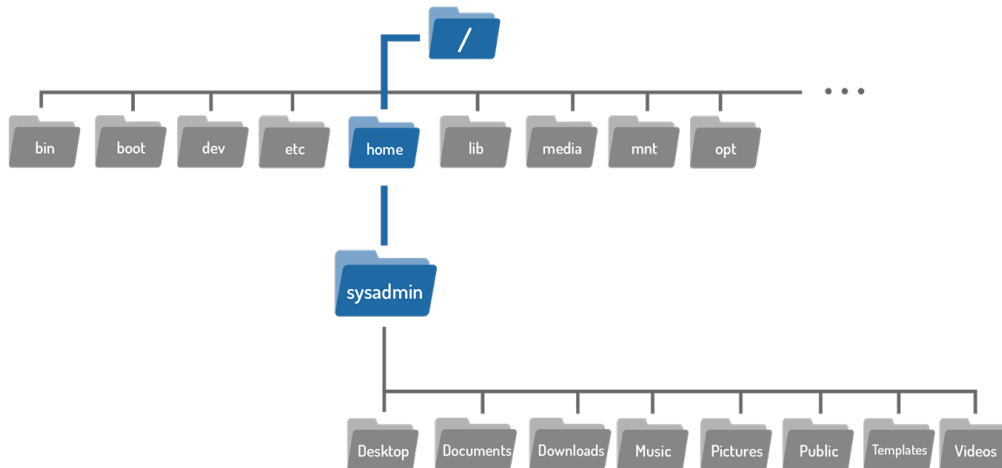 /
bin
boot
dev
etc
home
lib
media
mnt
opt
...
sysadmin
Desktop
Documents
Downloads
Music
Pictures
Public
Templates
Videos